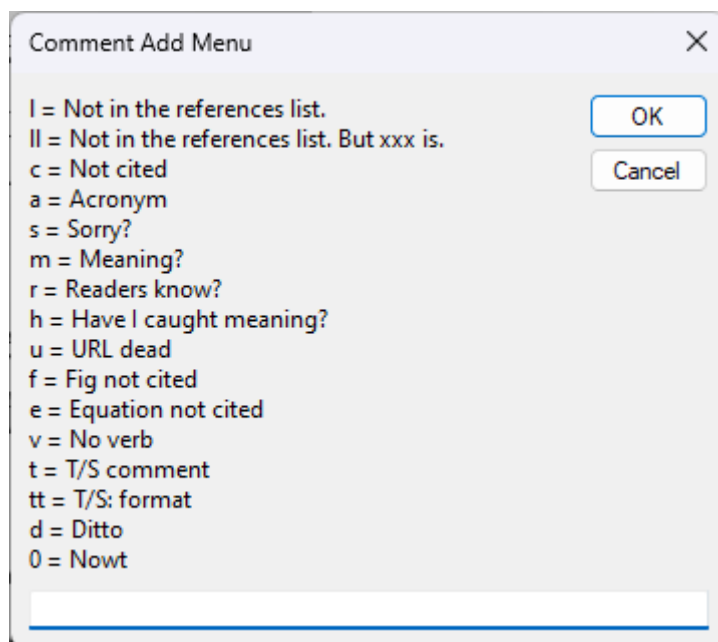 Comment Add Menu
l = Not in the references list.
ll = Not in the references list. But xxx is.
c = Not cited
a = Acronym
s = Sorry?
m = Meaning?
r = Readers know?
h = Have I caught meaning?
u = URL dead
f = Fig not cited
e = Equation not cited
v = No verb
t = T/S comment
tt = T/S: format
d = Ditto
0 = Nowt
OK
Cancel